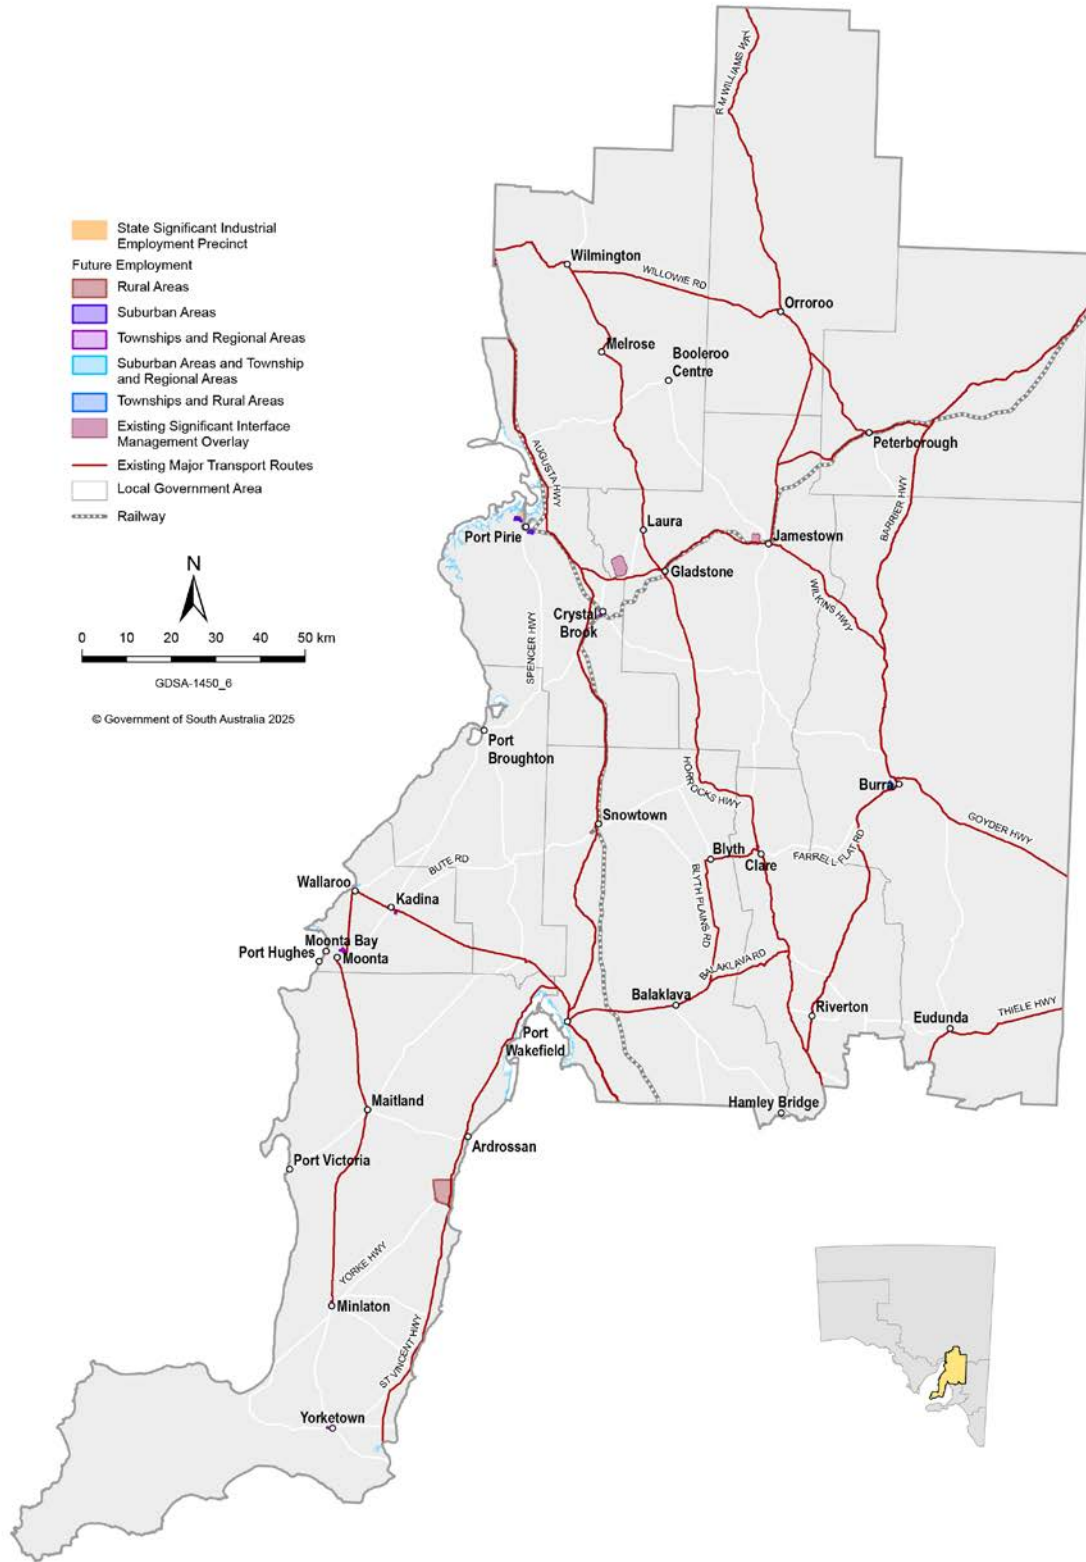 R M WILLIAMS WAY
State Significant Industrial
Employment Precinct
Future Employment
Rural Areas
Suburban Areas
Townships and Regional Areas
Suburban Areas and Township
and Regional Areas
Townships and Rural Areas
Existing Significant Interface
Management Overlay
Existing Major Transport Routes
Local Government Area
Railway
N
0 10 20 30 40 50 km
GDSA-1450_6
© Government of South Australia 2025
Wilmington
WILLOWIE RD
Orroroo
Melrose
Booleroo
Centre
Peterborough
AUGUSTA HWY
BARRIER HWY
Port Pirie
Laura
Jamestown
Gladstone
Crystal
Brook
WILKINS HWY
SPENCER HWY
Port
Broughton
HORROCKS HWY
Burra
GOYDER HWY
Snowtown
Blyth
Clare
FARRELL FLAT RD
BUTE RD
BLYTH PLAINS RD
Wallaroo
Kadina
Moonta Bay
Port Hughes
Moonta
BALAKLAVA RD
Balaklava
Riverton
Eudunda
THIELE HWY
Port
Wakefield
Hamley Bridge
Maitland
Ardrossan
Port Victoria
YORKE HWY
Minlaton
ST VINCENT HWY
Yorketown